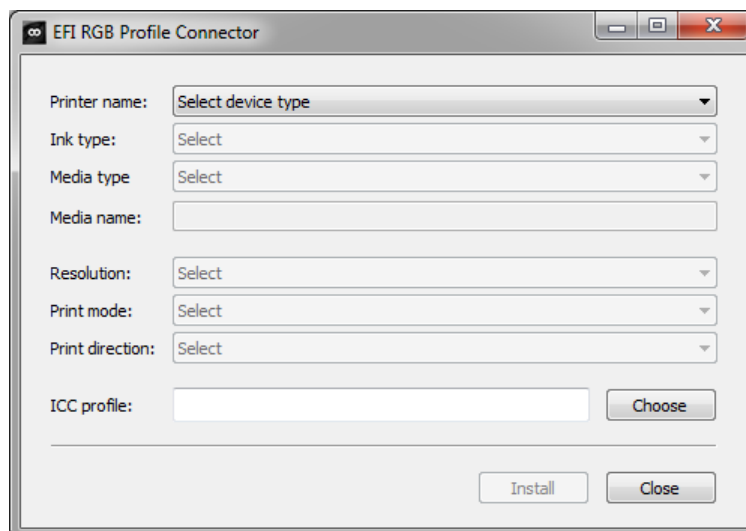 EFI RGB Profile Connector
Printer name: Select device type
Ink type: Select
Media type Select
Media name:
Resolution: Select
Print mode: Select
Print direction: Select
ICC profile: Choose
Install Close